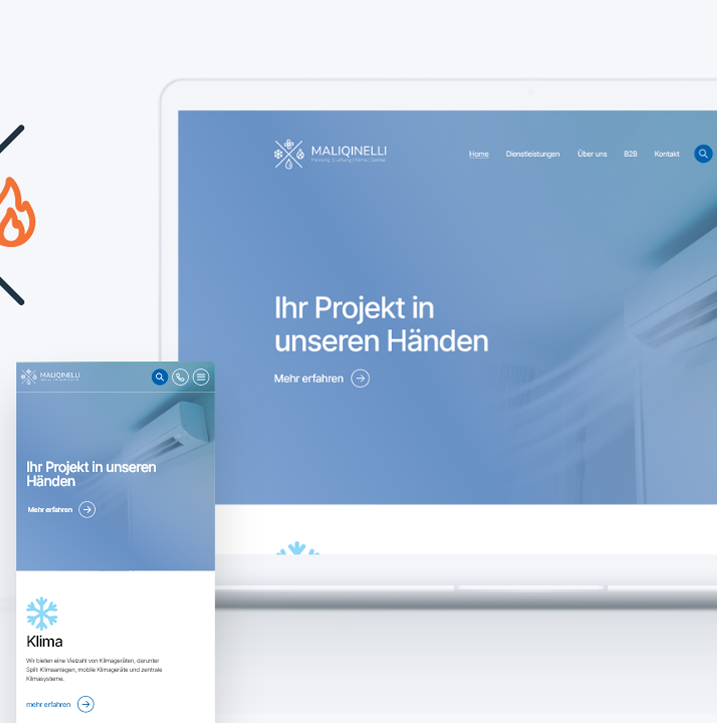 MALIQINELLI
Heizung | Lüftung | Klima | Sanitär
Home Dienstleistungen Über uns B2B Kontakt
Ihr Projekt in
unseren Händen
Mehr erfahren
MALIQINELLI
Ihr Projekt in unseren
Händen
Mehr erfahren
Klima
Wir bieten eine Vielzahl von Klimageräten, darunter
Split-Klimaanlagen, mobile Klimageräte und zentrale
Klimasysteme.
mehr erfahren